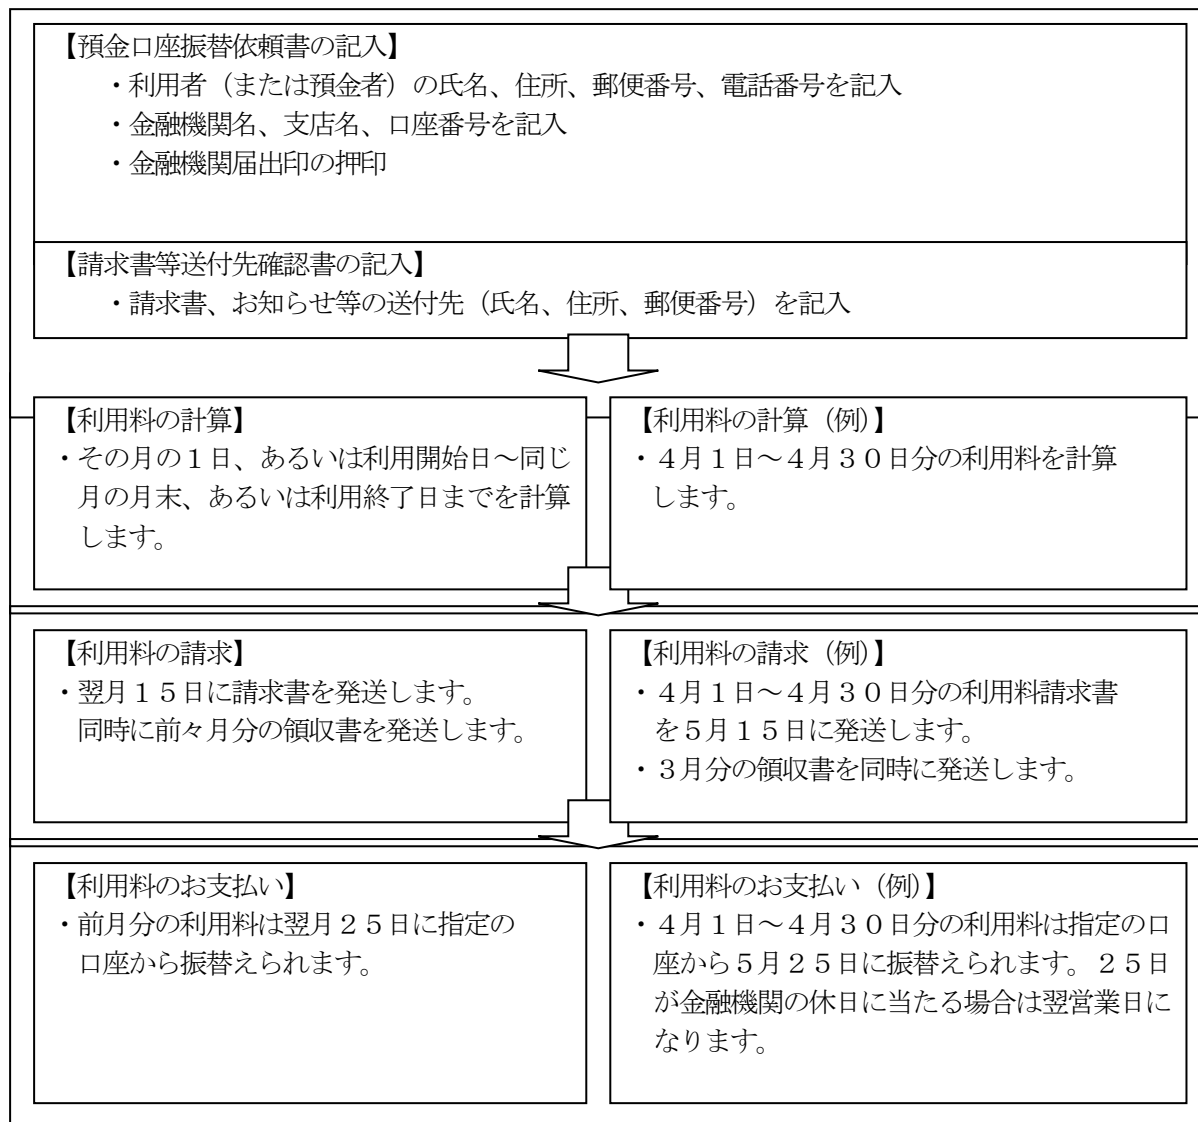 【預金口座振替依頼書の記入】
・利用者（または預金者）の氏名、住所、郵便番号、電話番号を記入
・金融機関名、支店名、口座番号を記入
・金融機関届出印の押印
【請求書等送付先確認書の記入】
・請求書、お知らせ等の送付先（氏名、住所、郵便番号）を記入
【利用料の計算】
・その月の１日、あるいは利用開始日～同じ
月の月末、あるいは利用終了日までを計算
します。
【利用料の計算（例）】
・４月１日～４月３０日分の利用料を計算
します。
【利用料の請求】
・翌月１５日に請求書を発送します。
同時に前々月分の領収書を発送します。
【利用料の請求（例）】
・４月１日～４月３０日分の利用料請求書
を５月１５日に発送します。
・３月分の領収書を同時に発送します。
【利用料のお支払い】
・前月分の利用料は翌月２５日に指定の
口座から振替えられます。
【利用料のお支払い（例）】
・４月１日～４月３０日分の利用料は指定の口
座から５月２５日に振替えられます。２５日
が金融機関の休日に当たる場合は翌営業日に
なります。